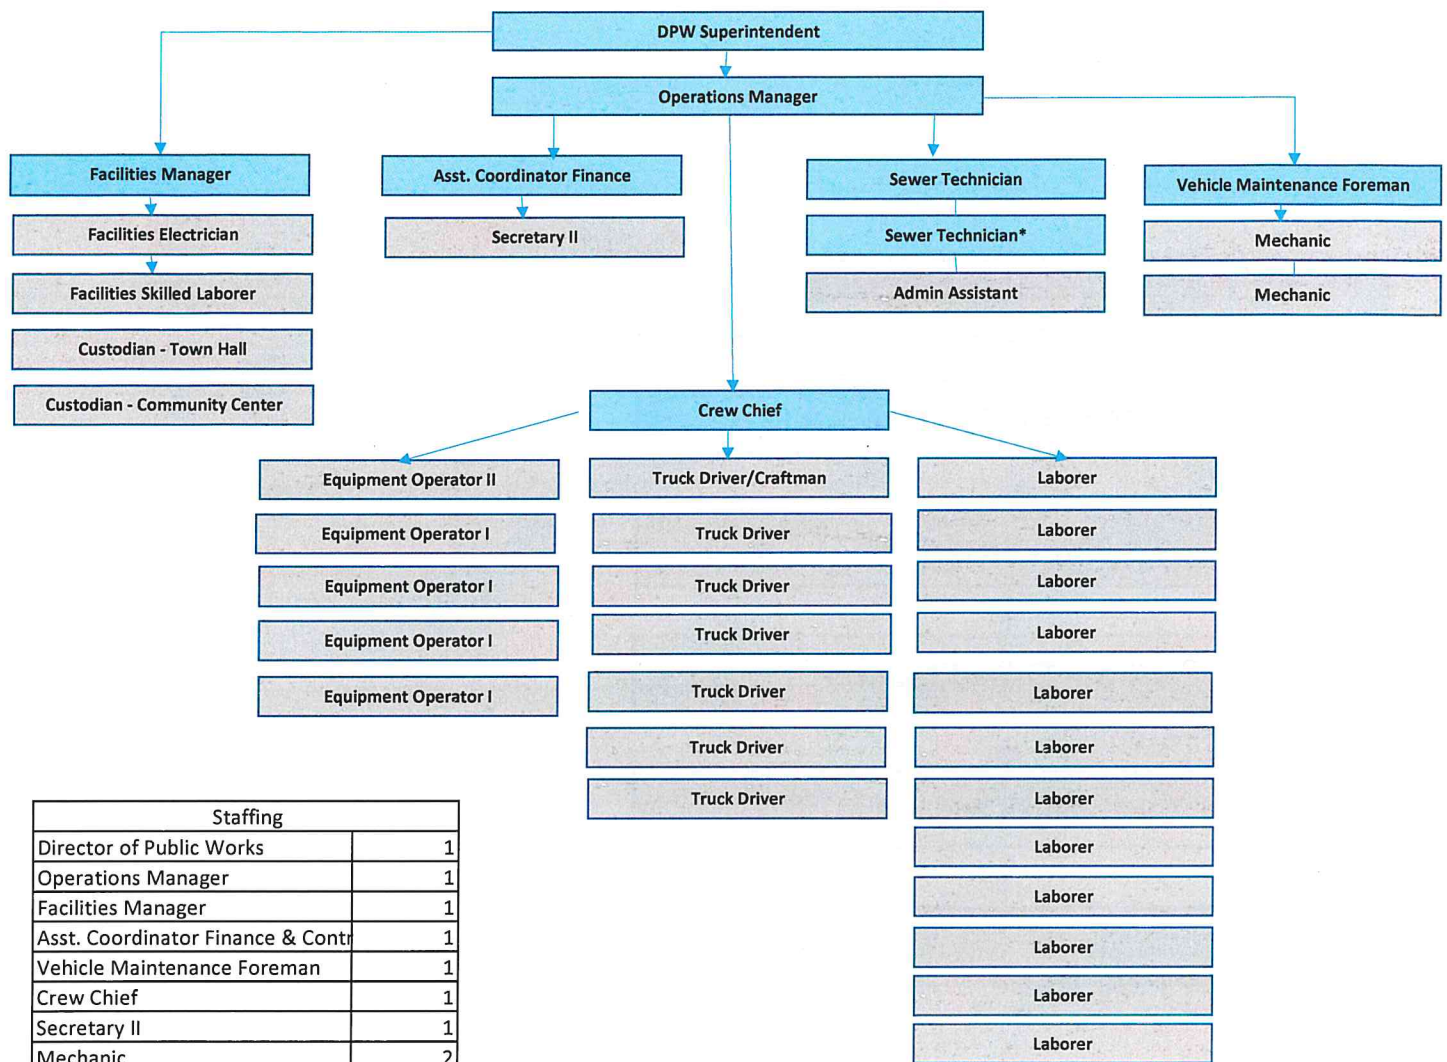 DPW Superintendent
Operations Manager
Facilities Manager
Asst. Coordinator Finance
Sewer Technician
Vehicle Maintenance Foreman
Facilities Electrician
Secretary II
Sewer Technician*
Mechanic
Facilities Skilled Laborer
Admin Assistant
Mechanic
Custodian - Town Hall
Custodian - Community Center
Crew Chief
Equipment Operator II
Truck Driver/Craftman
Laborer
Equipment Operator I
Truck Driver
Laborer
Equipment Operator I
Truck Driver
Laborer
Equipment Operator I
Truck Driver
Laborer
Equipment Operator I
Truck Driver
Laborer
Truck Driver
Laborer
Truck Driver
Laborer
Laborer
Laborer
Laborer
Laborer
Laborer
Staffing
Director of Public Works 1
Operations Manager 1
Facilities Manager 1
Asst. Coordinator Finance & Contr 1
Vehicle Maintenance Foreman 1
Crew Chief 1
Secretary II 1
Mechanic 2